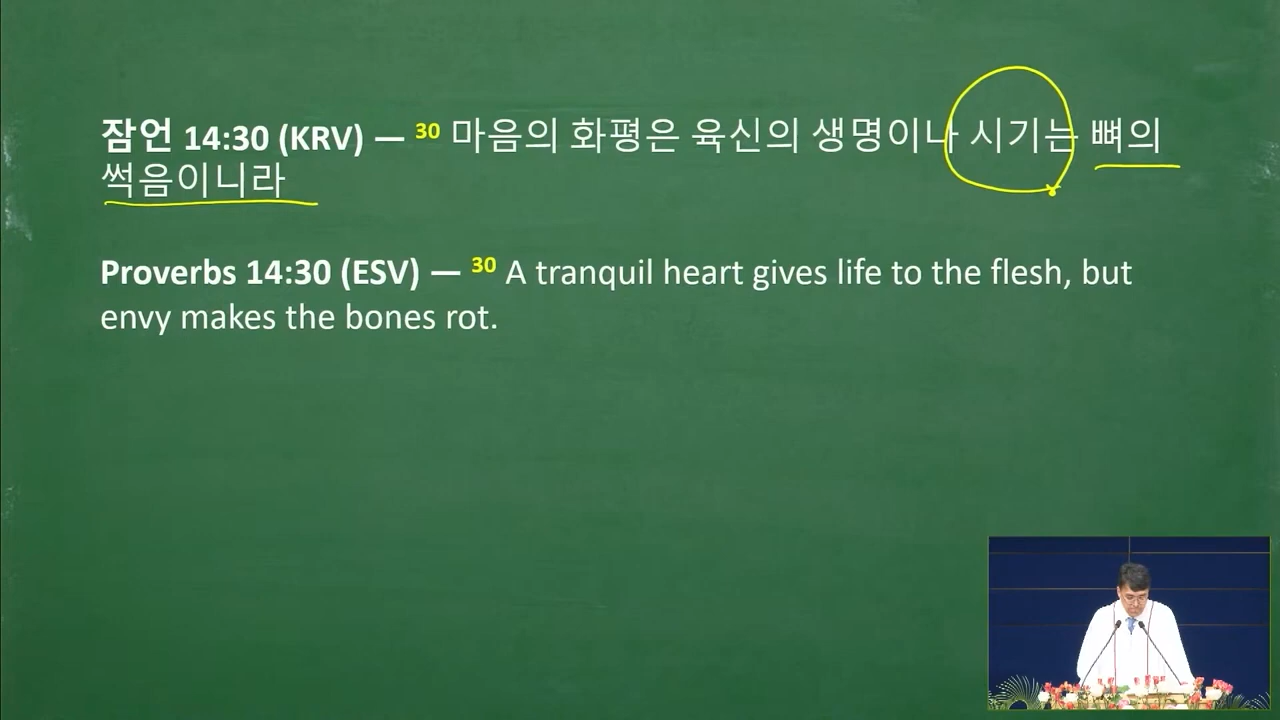 잠언 14:30 (KRV) — 30 마음의 화평은 육신의 생명이나 시기는 뼈의
썩음이니라
Proverbs 14:30 (ESV) — 30 A tranquil heart gives life to the flesh, but
envy makes the bones rot.